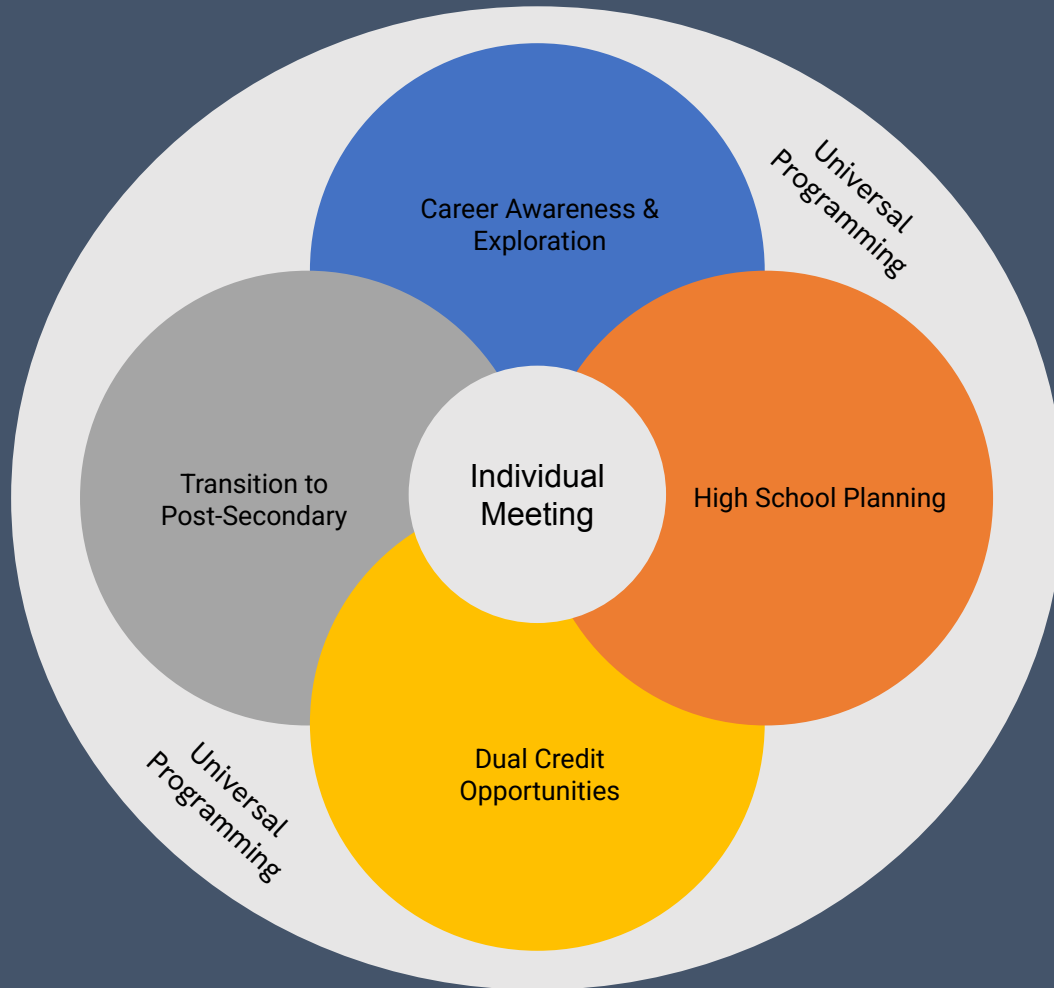 Universal
Programming
Career Awareness &
Exploration
Transition to
Post-Secondary
Individual
Meeting
High School Planning
Dual Credit
Opportunities
Universal
Programming